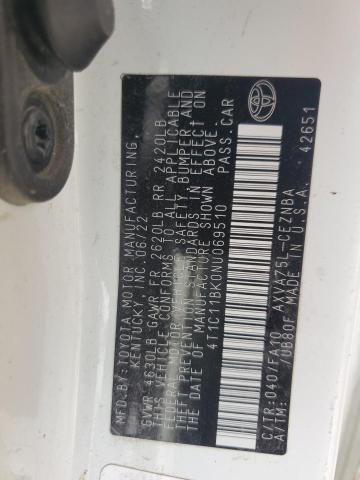 MFD.BY:TOYOTA MOTOR MANUFACTURING,
KENTUCKY, INC. 06/22
GVWR 4630LB GAWR FR 2620LB RR 2420LB
THIS VEHICLE CONFORMS TO ALL APPLICABLE
FEDERAL MOTOR VEHICLE SAFETY, BUMPER, AND
THEFT PREVENTION STANDARDS IN EFFECT ON
THE DATE OF MANUFACTURE SHOWN ABOVE.
4T1C11BK0NU069510 PASS.CAR
C/TR:040/FA10 AXVA75L-CEZNBA
A/TM: /UB80F 42651